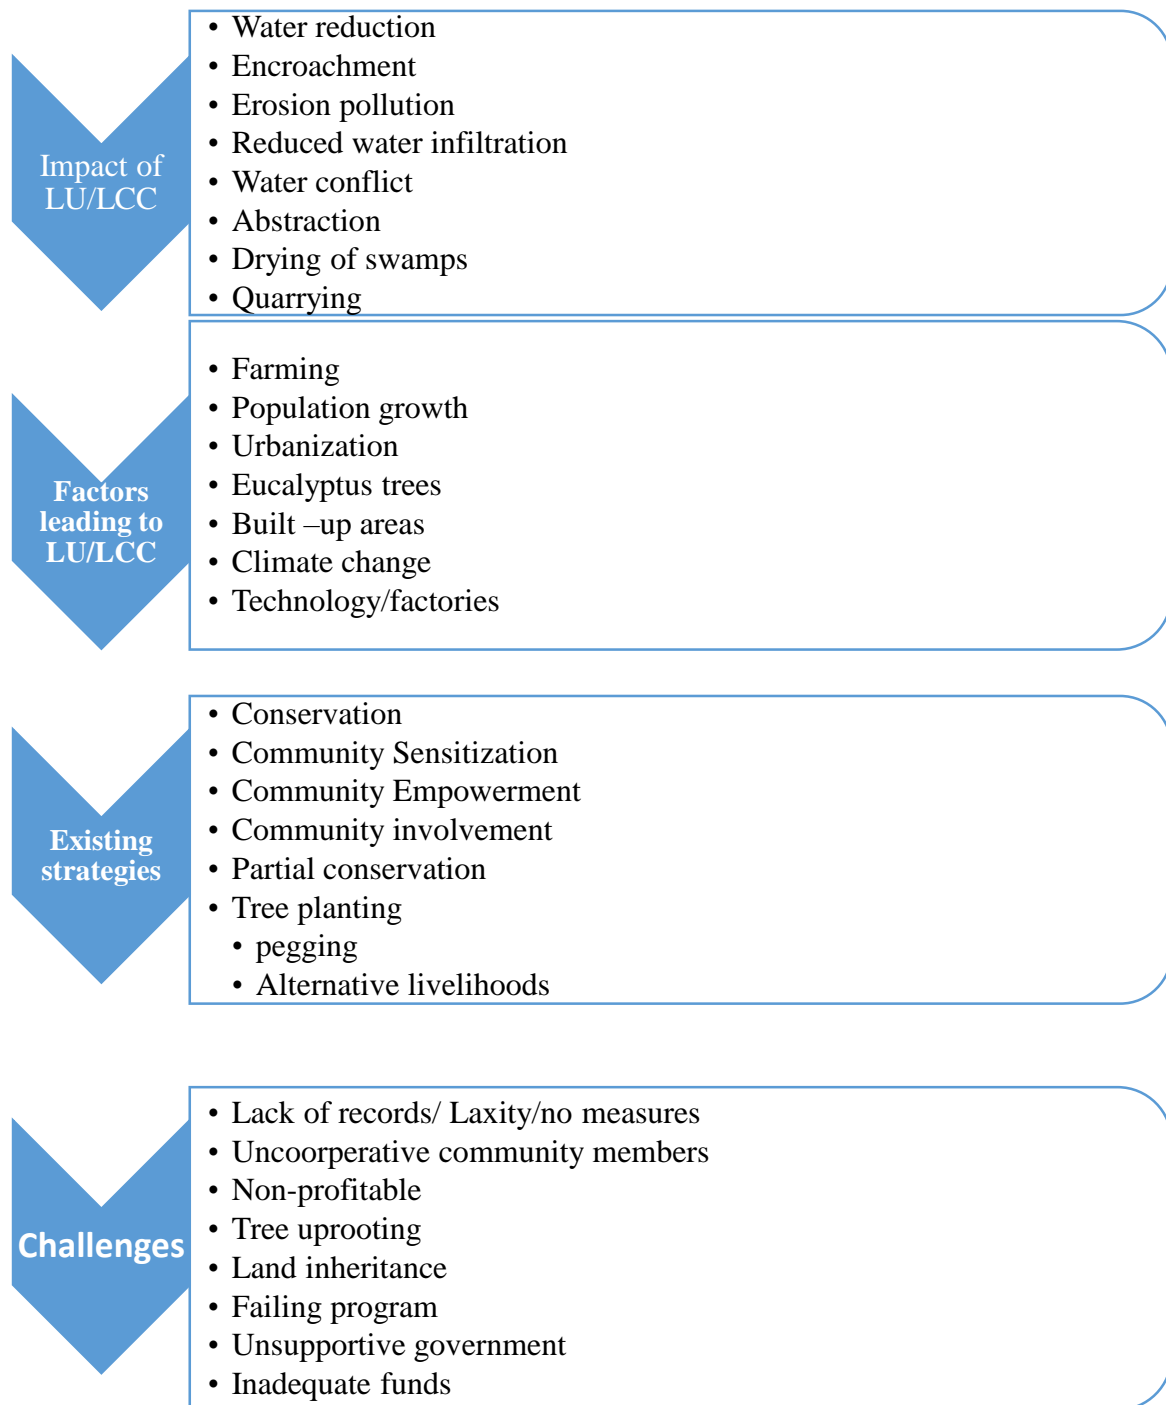 Impact of
LU/LCC
• Water reduction
• Encroachment
• Erosion pollution
• Reduced water infiltration
• Water conflict
• Abstraction
• Drying of swamps
• Quarrying
Factors
leading to
LU/LCC
• Farming
• Population growth
• Urbanization
• Eucalyptus trees
• Built –up areas
• Climate change
• Technology/factories
Existing
strategies
• Conservation
• Community Sensitization
• Community Empowerment
• Community involvement
• Partial conservation
• Tree planting
• pegging
• Alternative livelihoods
Challenges
• Lack of records/ Laxity/no measures
• Uncoorperative community members
• Non-profitable
• Tree uprooting
• Land inheritance
• Failing program
• Unsupportive government
• Inadequate funds